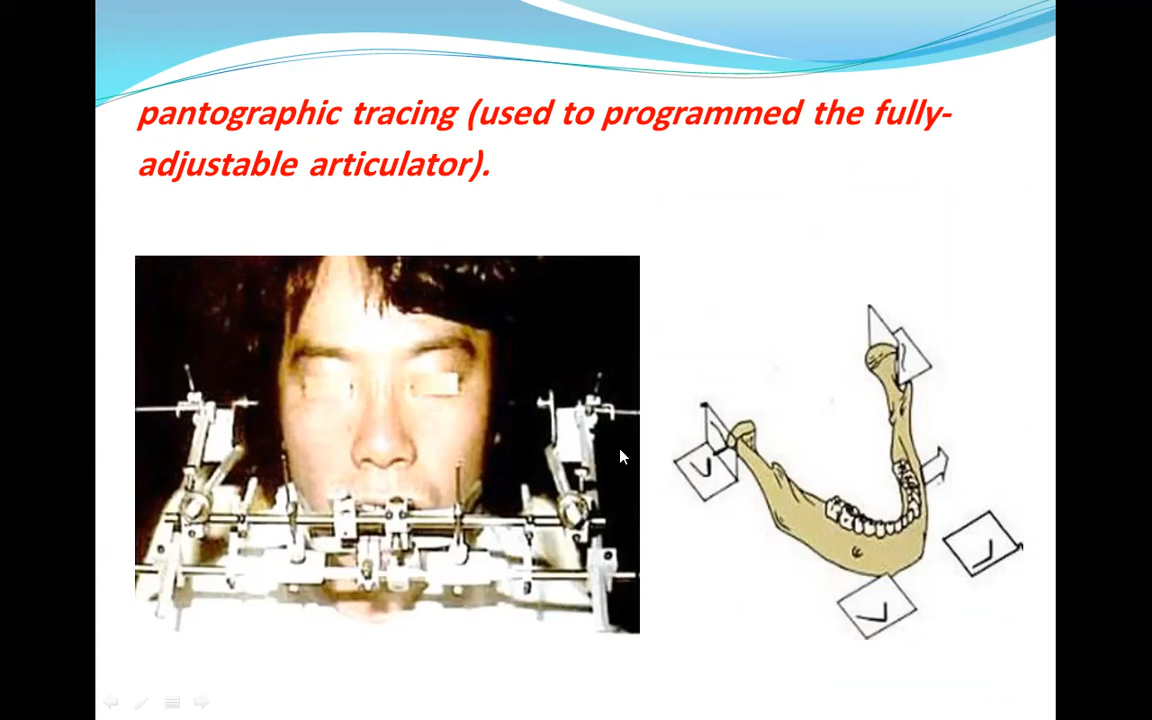 pantographic tracing (used to programmed the fully-
adjustable articulator).